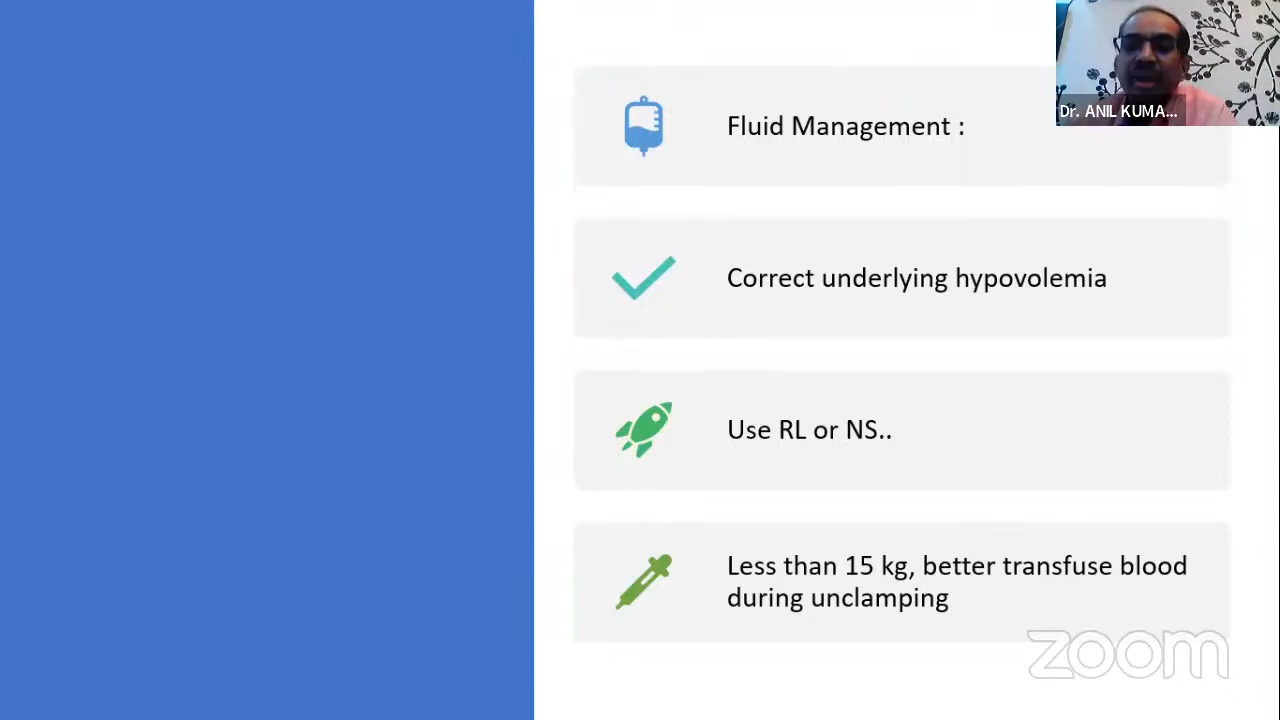 Fluid Management :
Dr. ANIL KUMA...
Correct underlying hypovolemia
Use RL or NS..
Less than 15 kg, better transfuse blood
during unclamping
zoom